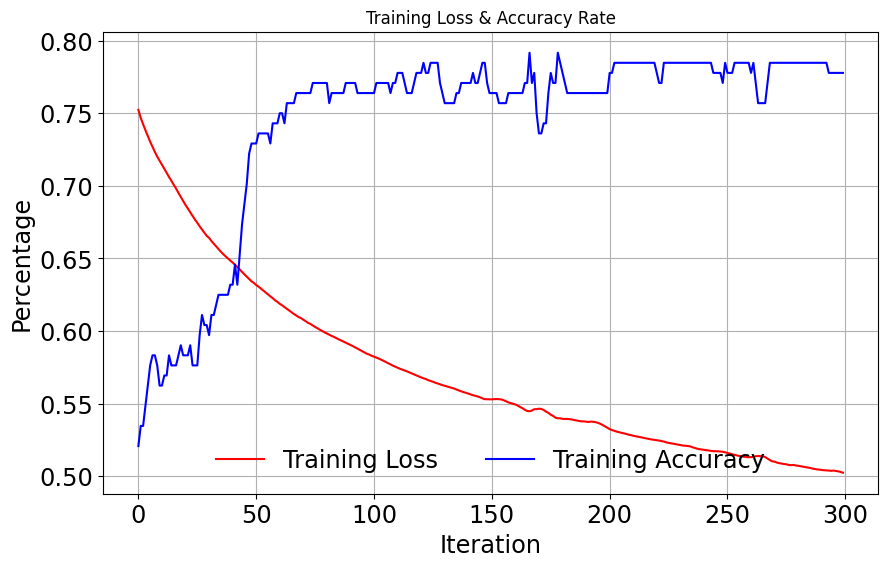 Training Loss & Accuracy Rate
0.80
0.75
0.70
0.65
0.60
0.55
0.50
Percentage
Training Loss
Training Accuracy
0 50 100 150 200 250 300
Iteration